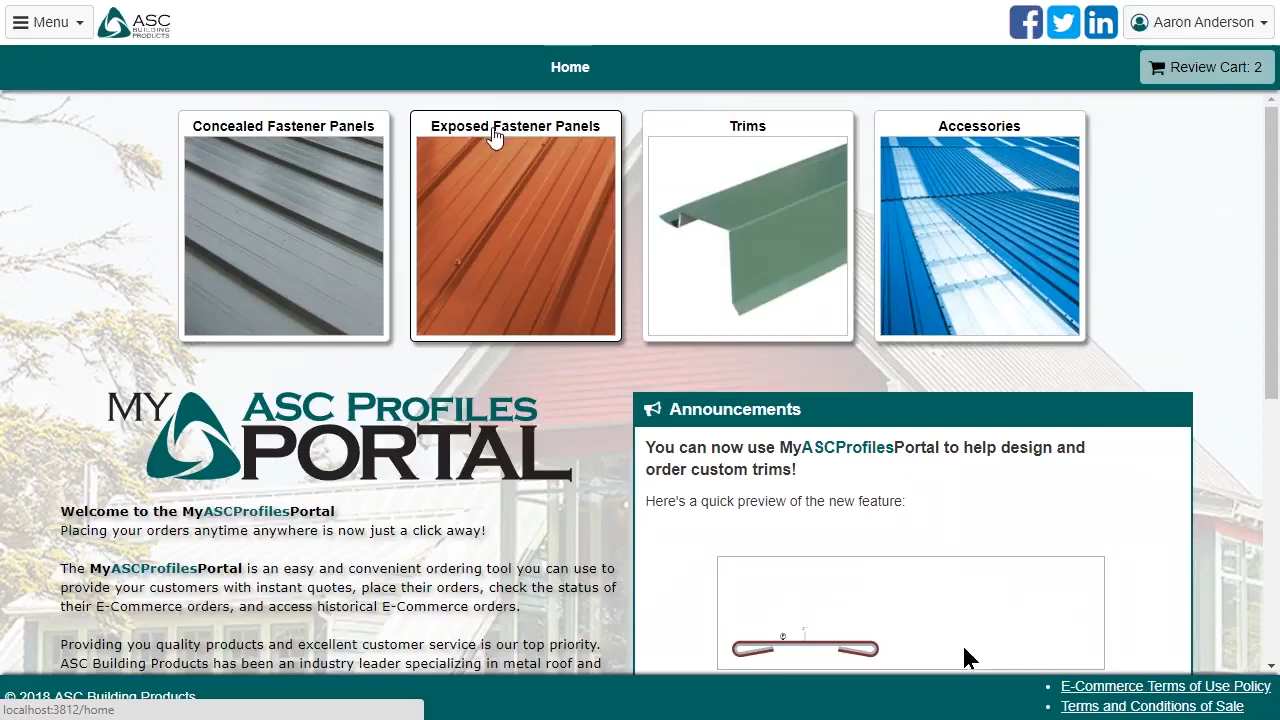 Menu
ASC
BUILDING
PRODUCTS
Aaron Anderson
Home
Review Cart: 2
Concealed Fastener Panels
Exposed Fastener Panels
Trims
Accessories
MY ASC PROFILES
PORTAL
Welcome to the MyASCProfilesPortal
Placing your orders anytime anywhere is now just a click away!
The MyASCProfilesPortal is an easy and convenient ordering tool you can use to
provide your customers with instant quotes, place their orders, check the status of
their E-Commerce orders, and access historical E-Commerce orders.
Providing you quality products and excellent customer service is our top priority.
ASC Building Products has been an industry leader specializing in metal roof and
Announcements
You can now use MyASCProfilesPortal to help design and
order custom trims!
Here's a quick preview of the new feature:
© 2018 ASC Building Products
localhost:3812/home
• E-Commerce Terms of Use Policy
• Terms and Conditions of Sale